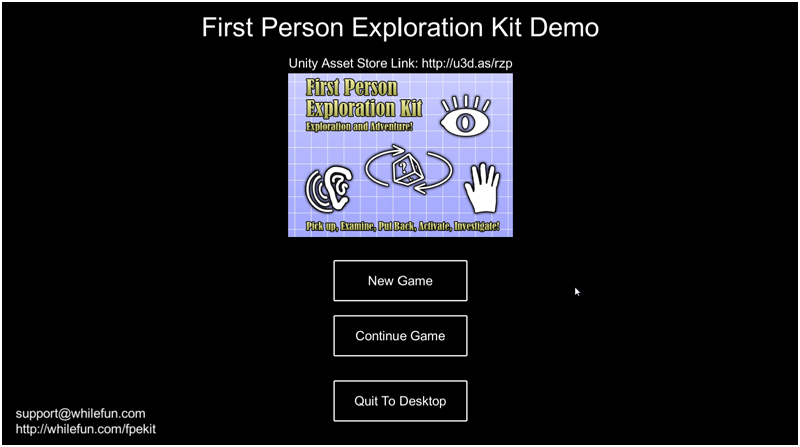 First Person Exploration Kit Demo
Unity Asset Store Link: http://u3d.as/rzp
First Person
Exploration Kit
Exploration and Adventure!
?
Pick up, Examine, Put Back, Activate, Investigate!
New Game
Continue Game
Quit To Desktop
support@whilefun.com
http://whilefun.com/fpekit